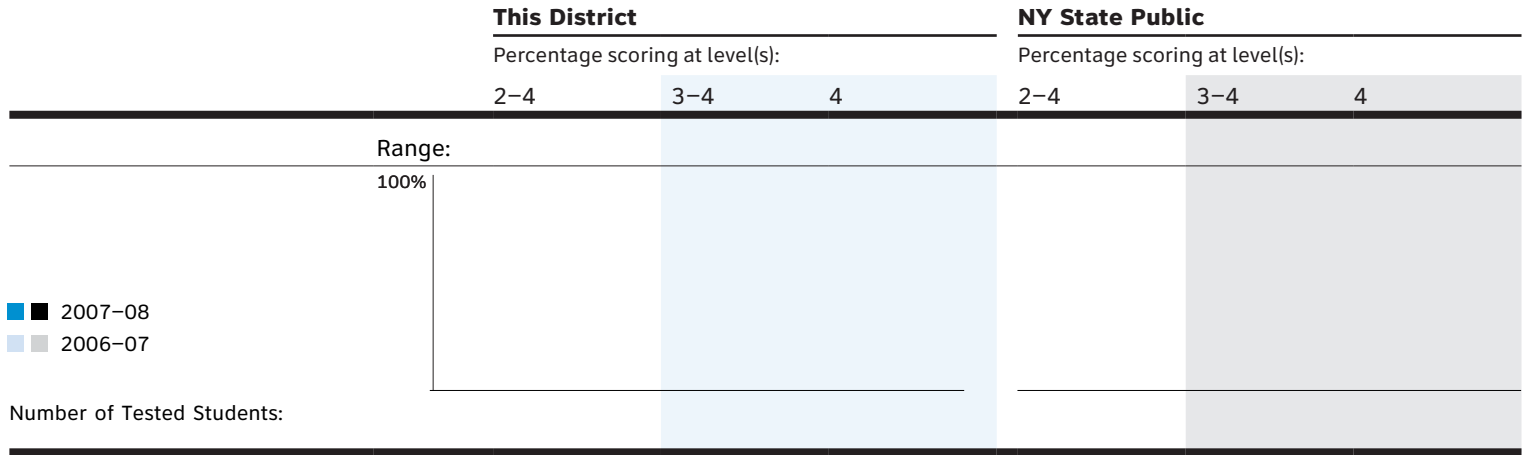 This District NY State Public
Percentage scoring at level(s): Percentage scoring at level(s):
2–4 3–4 4 2–4 3–4 4
Range:
100%
2007–08
2006–07
Number of Tested Students: